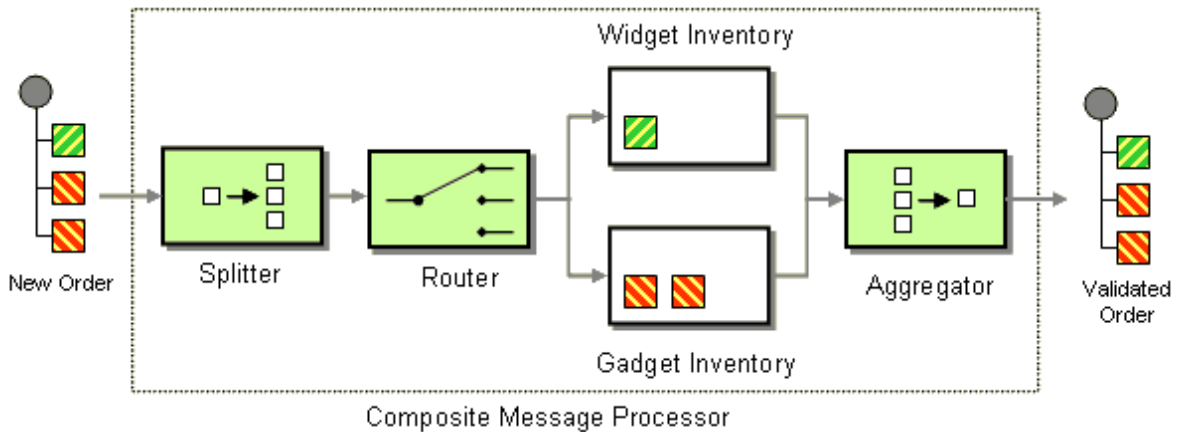 Widget Inventory
New Order
Splitter
Router
Aggregator
Validated
Order
Gadget Inventory
Composite Message Processor